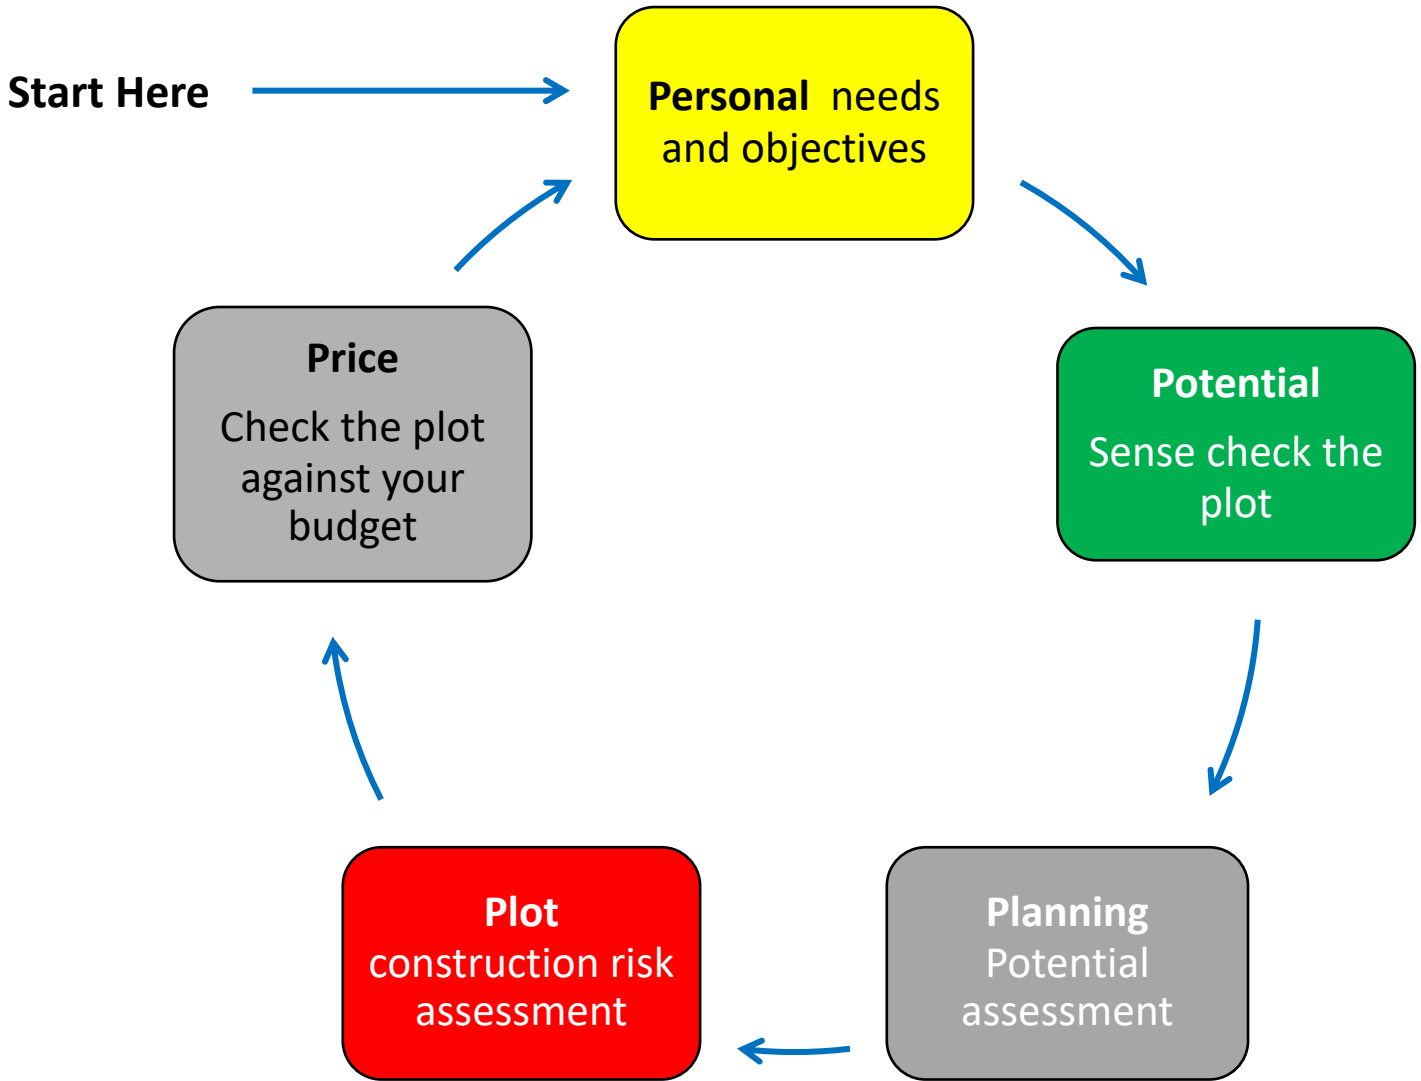 Start Here
Personal needs
and objectives
Potential
Sense check the
plot
Planning
Potential
assessment
Plot
construction risk
assessment
Price
Check the plot
against your
budget